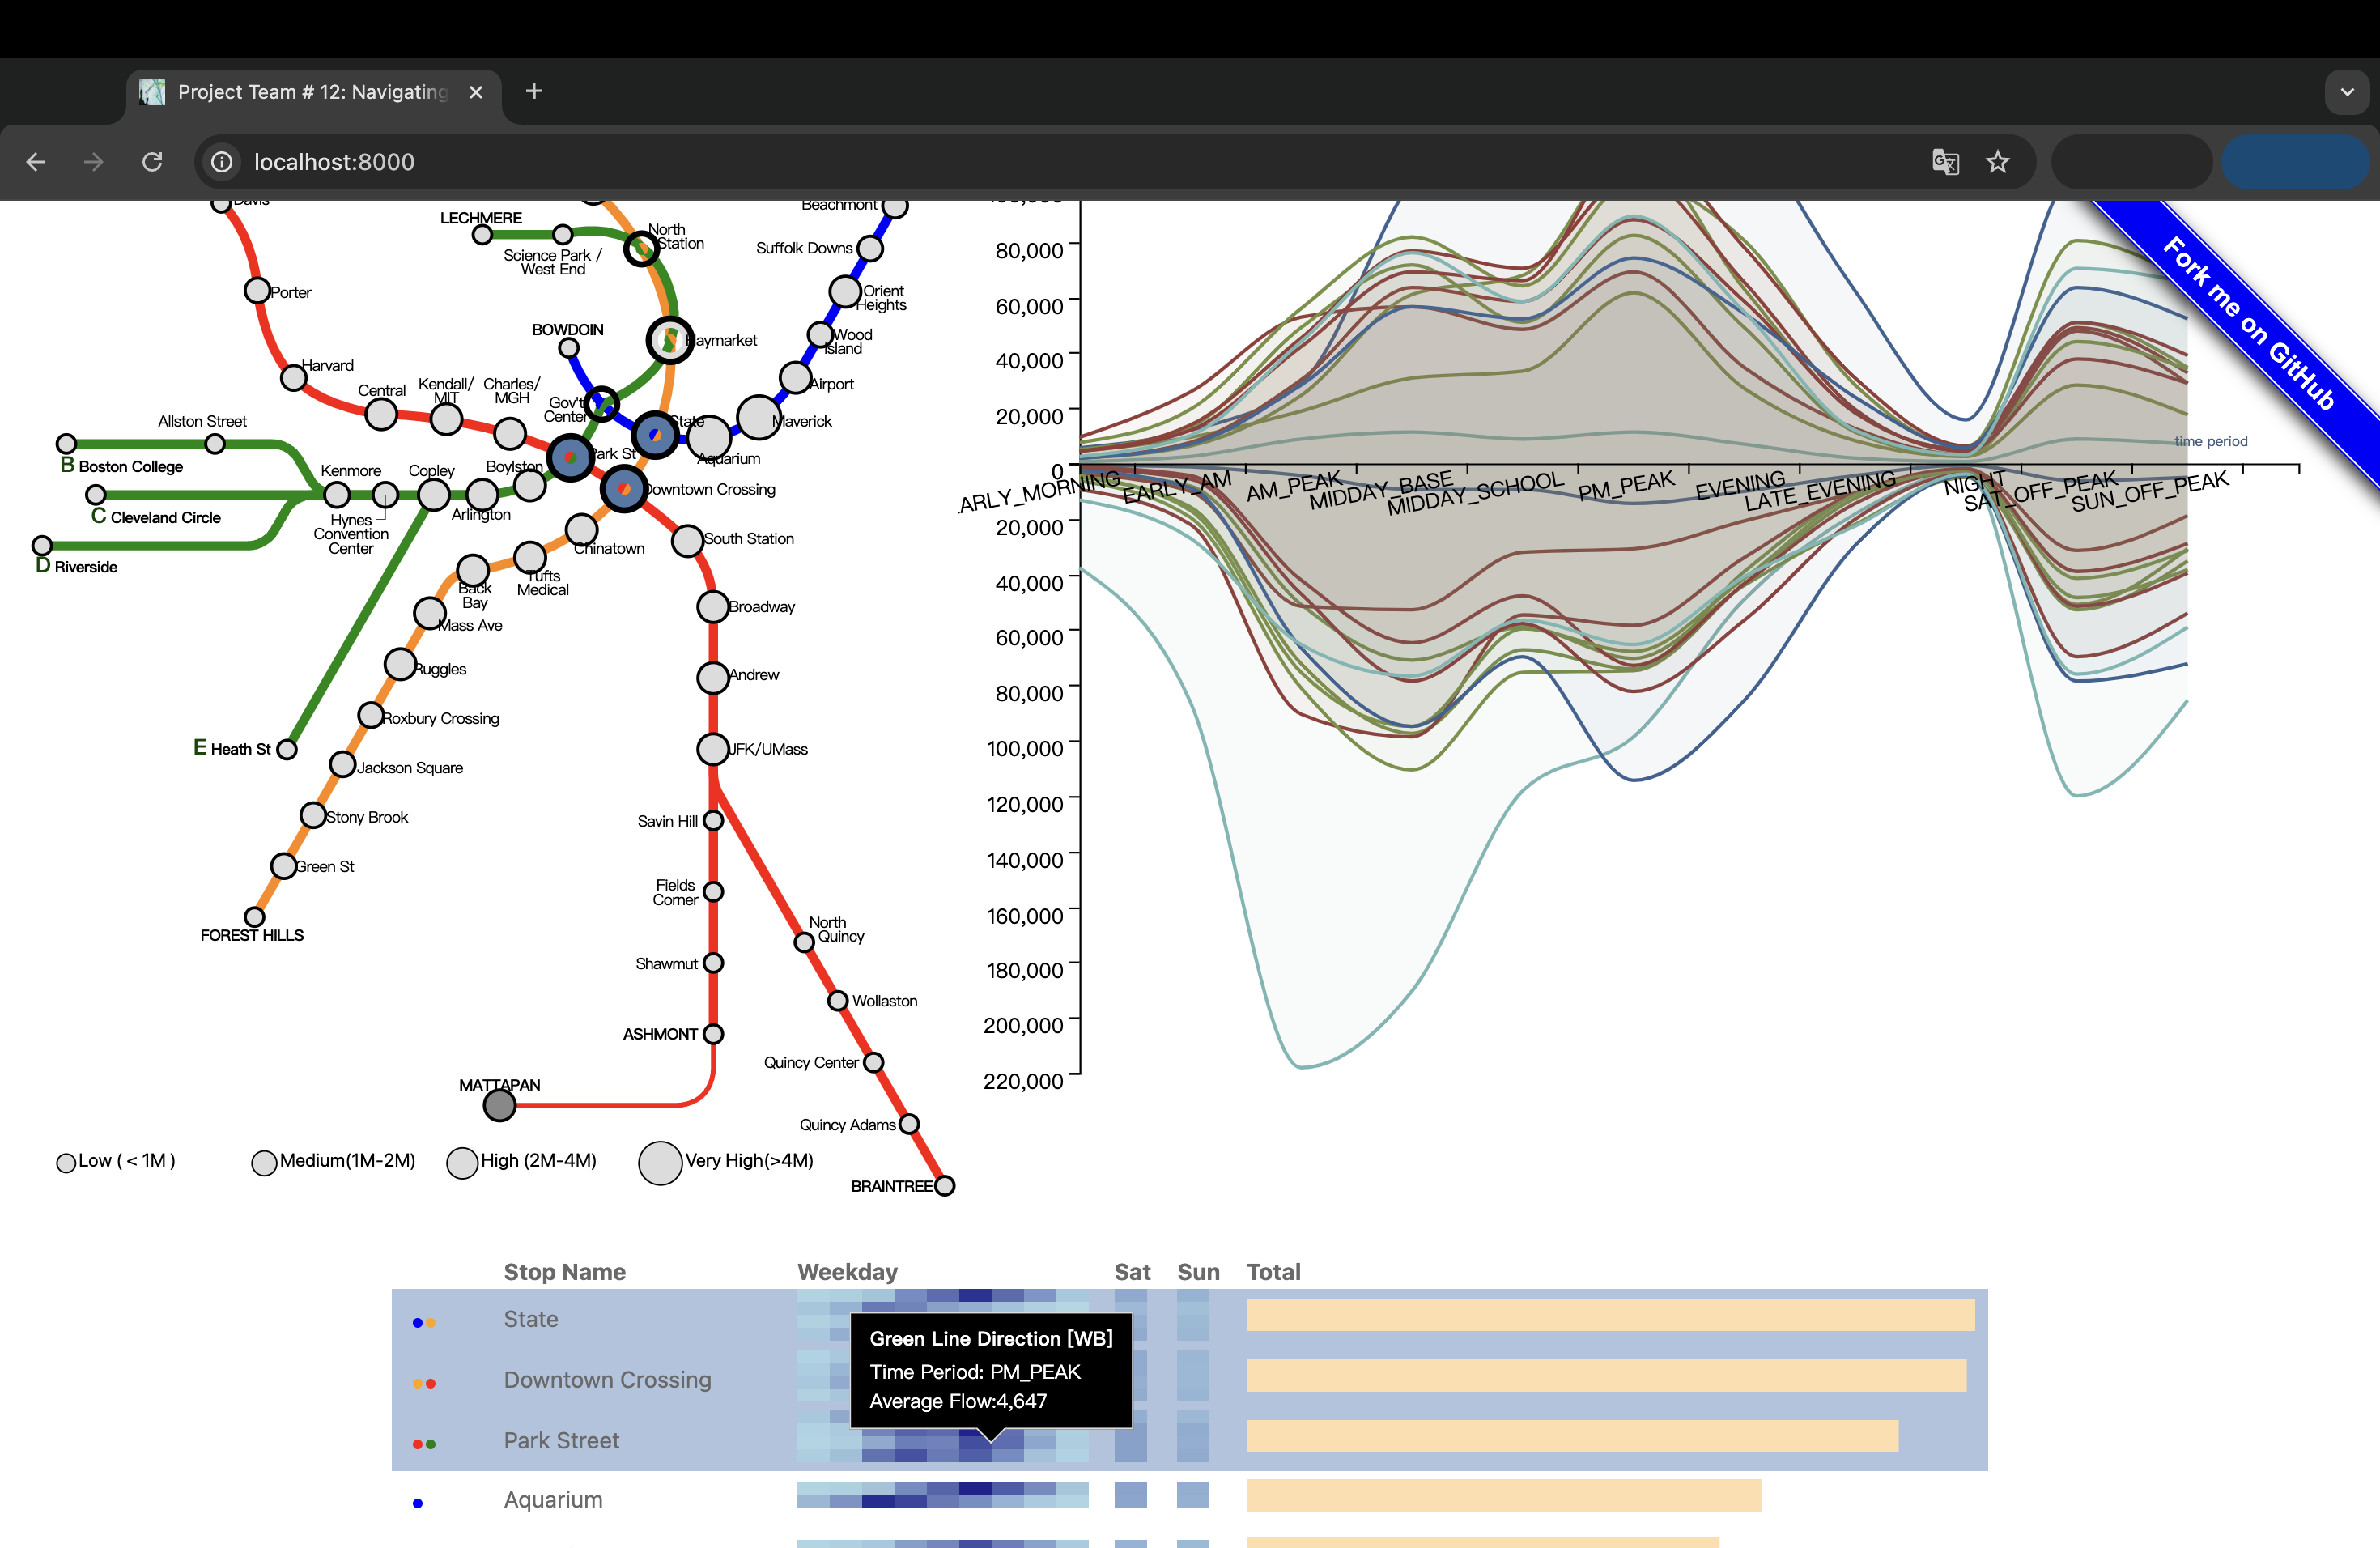 Project Team # 12: Navigating
localhost:8000
Davis
Porter
Harvard
Central
Kendall/
MIT
Charles/
MGH
LECHMERE
Science Park /
West End
North
Station
BOWDOIN
Haymarket
Gov't
Center
State
Park St
Downtown Crossing
Aquarium
Maverick
Airport
Wood
Island
Orient
Heights
Suffolk Downs
Beachmont
Allston Street
B Boston College
C Cleveland Circle
D Riverside
Kenmore
Hynes
Convention
Center
Copley
Arlington
Boylston
E Heath St
Chinatown
Tufts
Medical
Back
Bay
Mass Ave
Ruggles
Roxbury Crossing
Jackson Square
Stony Brook
Green St
FOREST HILLS
South Station
Broadway
Andrew
JFK/UMass
Savin Hill
Fields
Corner
Shawmut
ASHMONT
MATTAPAN
North
Quincy
Wollaston
Quincy Center
Quincy Adams
BRAINTREE
Low ( < 1M )
Medium(1M-2M)
High (2M-4M)
Very High(>4M)
80,000
60,000
40,000
20,000
0
20,000
40,000
60,000
80,000
100,000
120,000
140,000
160,000
180,000
200,000
220,000
ARLY_MORNING
EARLY_AM
AM_PEAK
MIDDAY_BASE
MIDDAY_SCHOOL
PM_PEAK
EVENING
LATE_EVENING
NIGHT
SAT_OFF_PEAK
SUN_OFF_PEAK
time period
Fork me on GitHub
Stop Name Weekday Sat Sun Total
State
Downtown Crossing
Park Street
Aquarium
Green Line Direction [WB]
Time Period: PM_PEAK
Average Flow:4,647